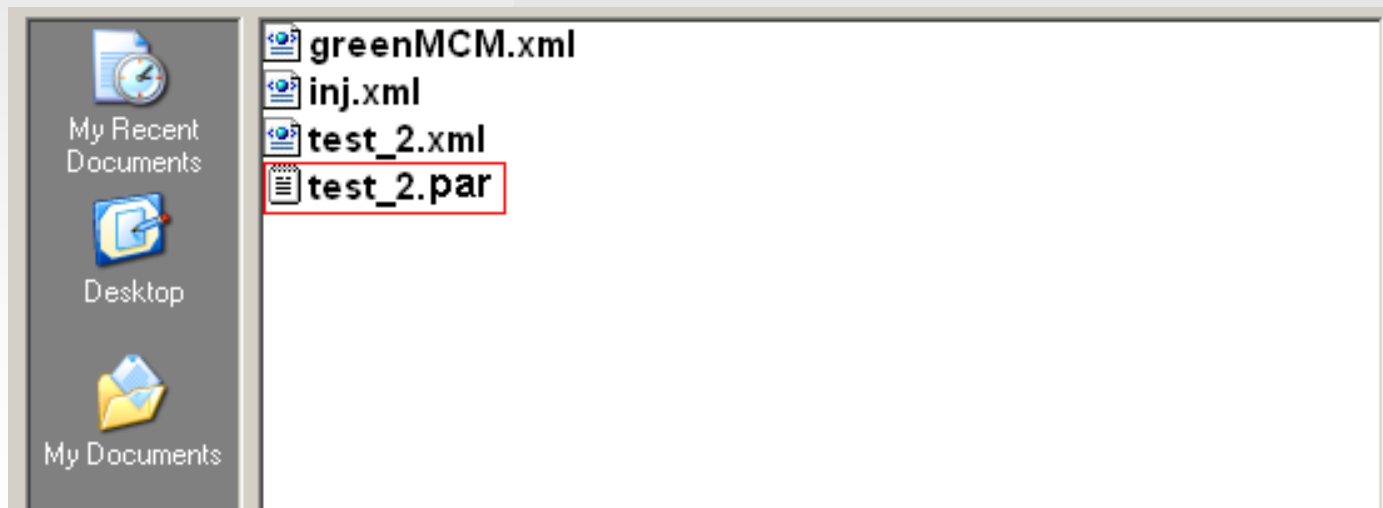 My Recent
Documents
Desktop
My Documents
greenMCM.xml
inj.xml
test_2.xml
test_2.par